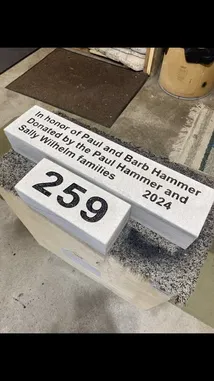 In honor of Paul and Barb Hammer
Donated by the Paul Hammer and
Sally Wilhelm families 2024
259